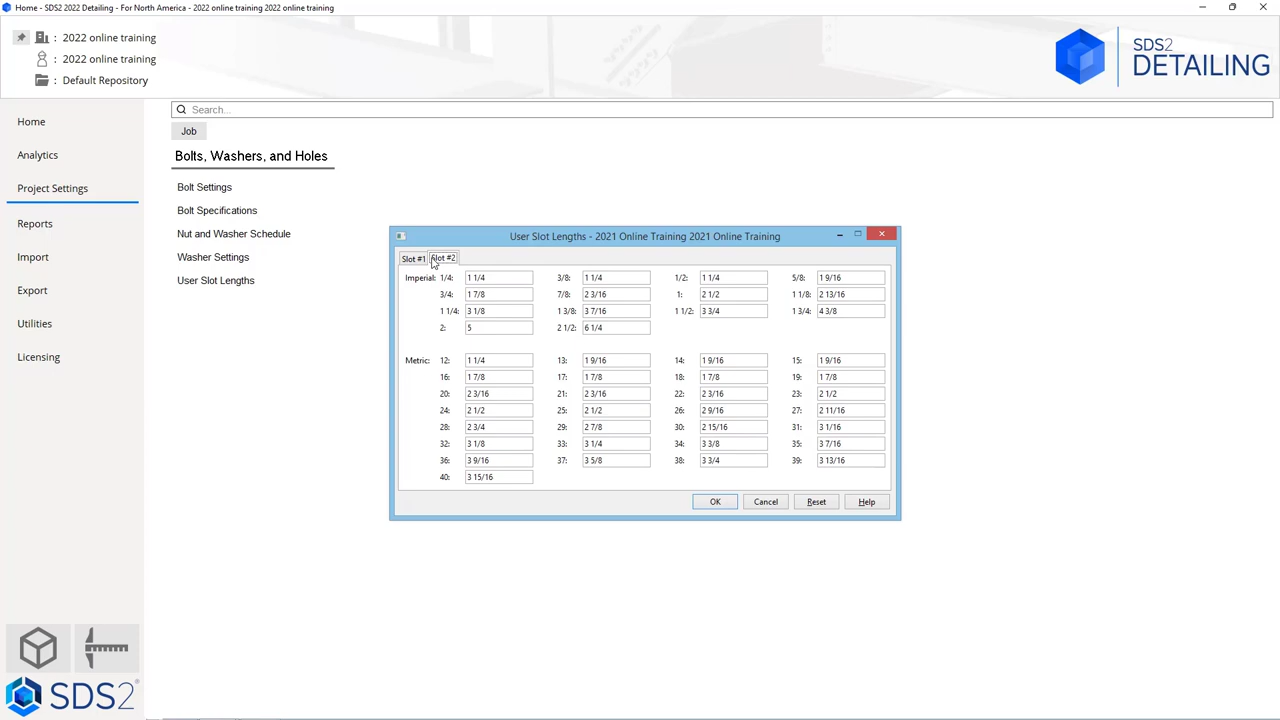 Home - SDS2 2022 Detailing - For North America - 2022 online training 2022 online training
: 2022 online training
: 2022 online training
: Default Repository
SDS2
DETAILING
Home
Analytics
Project Settings
Reports
Import
Export
Utilities
Licensing
Search...
Job
Bolts, Washers, and Holes
Bolt Settings
Bolt Specifications
Nut and Washer Schedule
Washer Settings
User Slot Lengths
User Slot Lengths - 2021 Online Training 2021 Online Training
Slot #1 Slot #2
Imperial: 1/4: 1 1/4 3/8: 1 1/4 1/2: 1 1/4 5/8: 1 9/16
3/4: 1 7/8 7/8: 2 3/16 1: 2 1/2 1 1/8: 2 13/16
1 1/4: 3 1/8 1 3/8: 3 7/16 1 1/2: 3 3/4 1 3/4: 4 3/8
2: 5 2 1/2: 6 1/4
Metric: 12: 1 1/4 13: 1 9/16 14: 1 9/16 15: 1 9/16
16: 1 7/8 17: 1 7/8 18: 1 7/8 19: 1 7/8
20: 2 3/16 21: 2 3/16 22: 2 3/16 23: 2 1/2
24: 2 1/2 25: 2 1/2 26: 2 9/16 27: 2 11/16
28: 2 3/4 29: 2 7/8 30: 2 15/16 31: 3 1/16
32: 3 1/8 33: 3 1/4 34: 3 3/8 35: 3 7/16
36: 3 9/16 37: 3 5/8 38: 3 3/4 39: 3 13/16
40: 3 15/16
OK Cancel Reset Help
SDS2